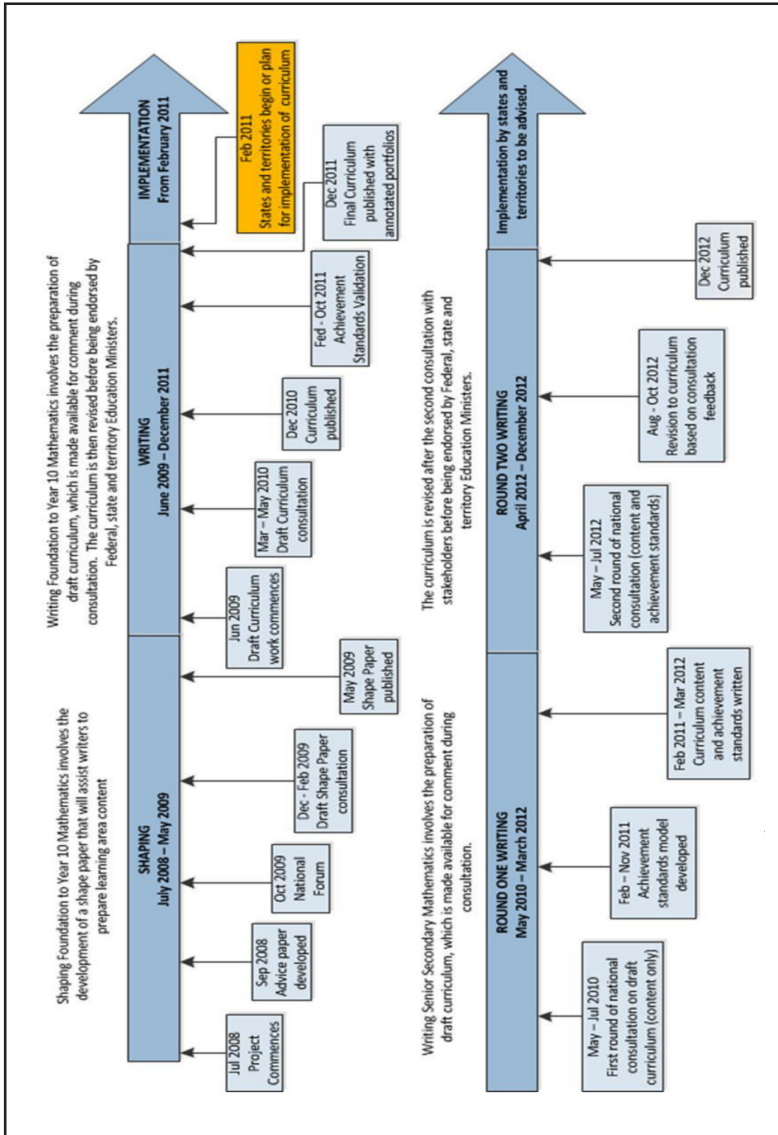 Shaping Foundation to Year 10 Mathematics involves the
development of a shape paper that will assist writers to
prepare learning area content
Writing Foundation to Year 10 Mathematics involves the preparation of
draft curriculum, which is made available for comment during
consultation. The curriculum is then revised before being endorsed by
Federal, state and territory Education Ministers.
SHAPING
July 2008 – May 2009
WRITING
June 2009 – December 2011
IMPLEMENTATION
From February 2011
Jul 2008
Project
Commences
Sep 2008
Advice paper
developed
Oct 2009
National
Forum
Dec - Feb 2009
Draft Shape Paper
consultation
May 2009
Shape Paper
published
Jun 2009
Draft Curriculum
work commences
Mar – May 2010
Draft Curriculum
consultation
Dec 2010
Curriculum
published
Fed - Oct 2011
Achievement
Standards Validation
Dec 2011
Final Curriculum
published with
annotated portfolios
Feb 2011
States and territories begin or plan
for implementation of curriculum
Writing Senior Secondary Mathematics involves the preparation of
draft curriculum, which is made available for comment during
consultation.
The curriculum is revised after the second consultation with
stakeholders before being endorsed by Federal, state and
territory Education Ministers.
ROUND ONE WRITING
May 2010 – March 2012
ROUND TWO WRITING
April 2012 – December 2012
Implementation by states and
territories to be advised.
May – Jul 2010
First round of national
consultation on draft
curriculum (content only)
Feb – Nov 2011
Achievement
standards model
developed
Feb 2011 – Mar 2012
Curriculum content
and achievement
standards written
May – Jul 2012
Second round of national
consultation (content and
achievement standards)
Aug - Oct 2012
Revision to curriculum
based on consultation
feedback
Dec 2012
Curriculum
published